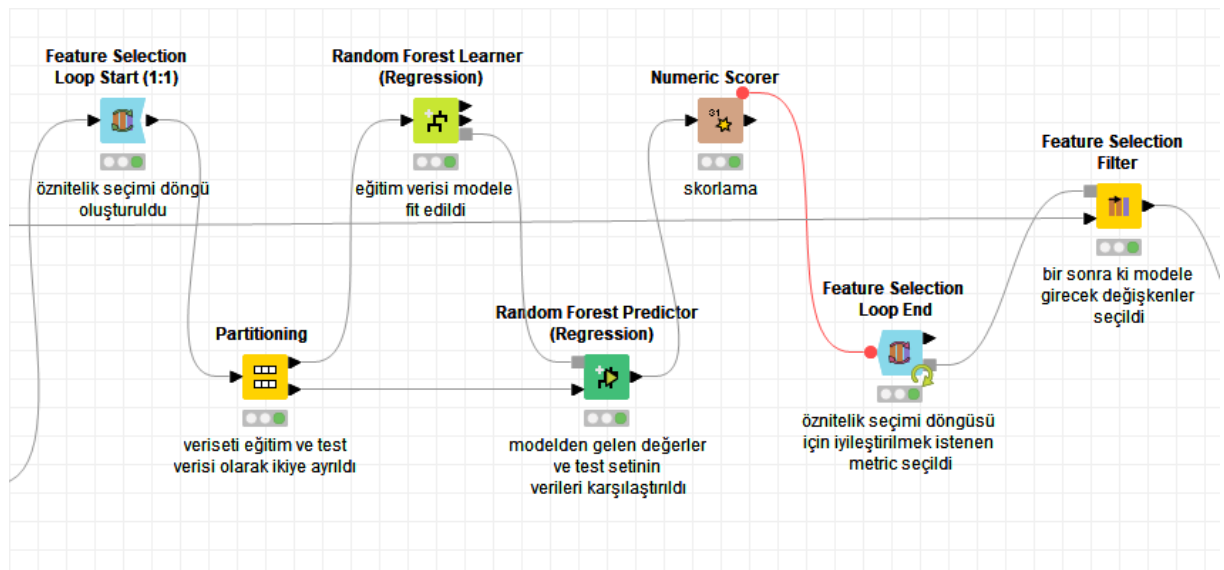 Feature Selection
Loop Start (1:1)
öznitelik seçimi döngü
oluşturuldu
Random Forest Learner
(Regression)
eğitim verisi modele
fit edildi
Numeric Scorer
31
skorlama
Feature Selection
Filter
bir sonra ki modele
girecek değişkenler
seçildi
Partitioning
veriseti eğitim ve test
verisi olarak ikiye ayrıldı
Random Forest Predictor
(Regression)
modelden gelen değerler
ve test setinin
verileri karşılaştırıldı
Feature Selection
Loop End
öznitelik seçimi döngüsü
için iyileştirilmek istenen
metric seçildi